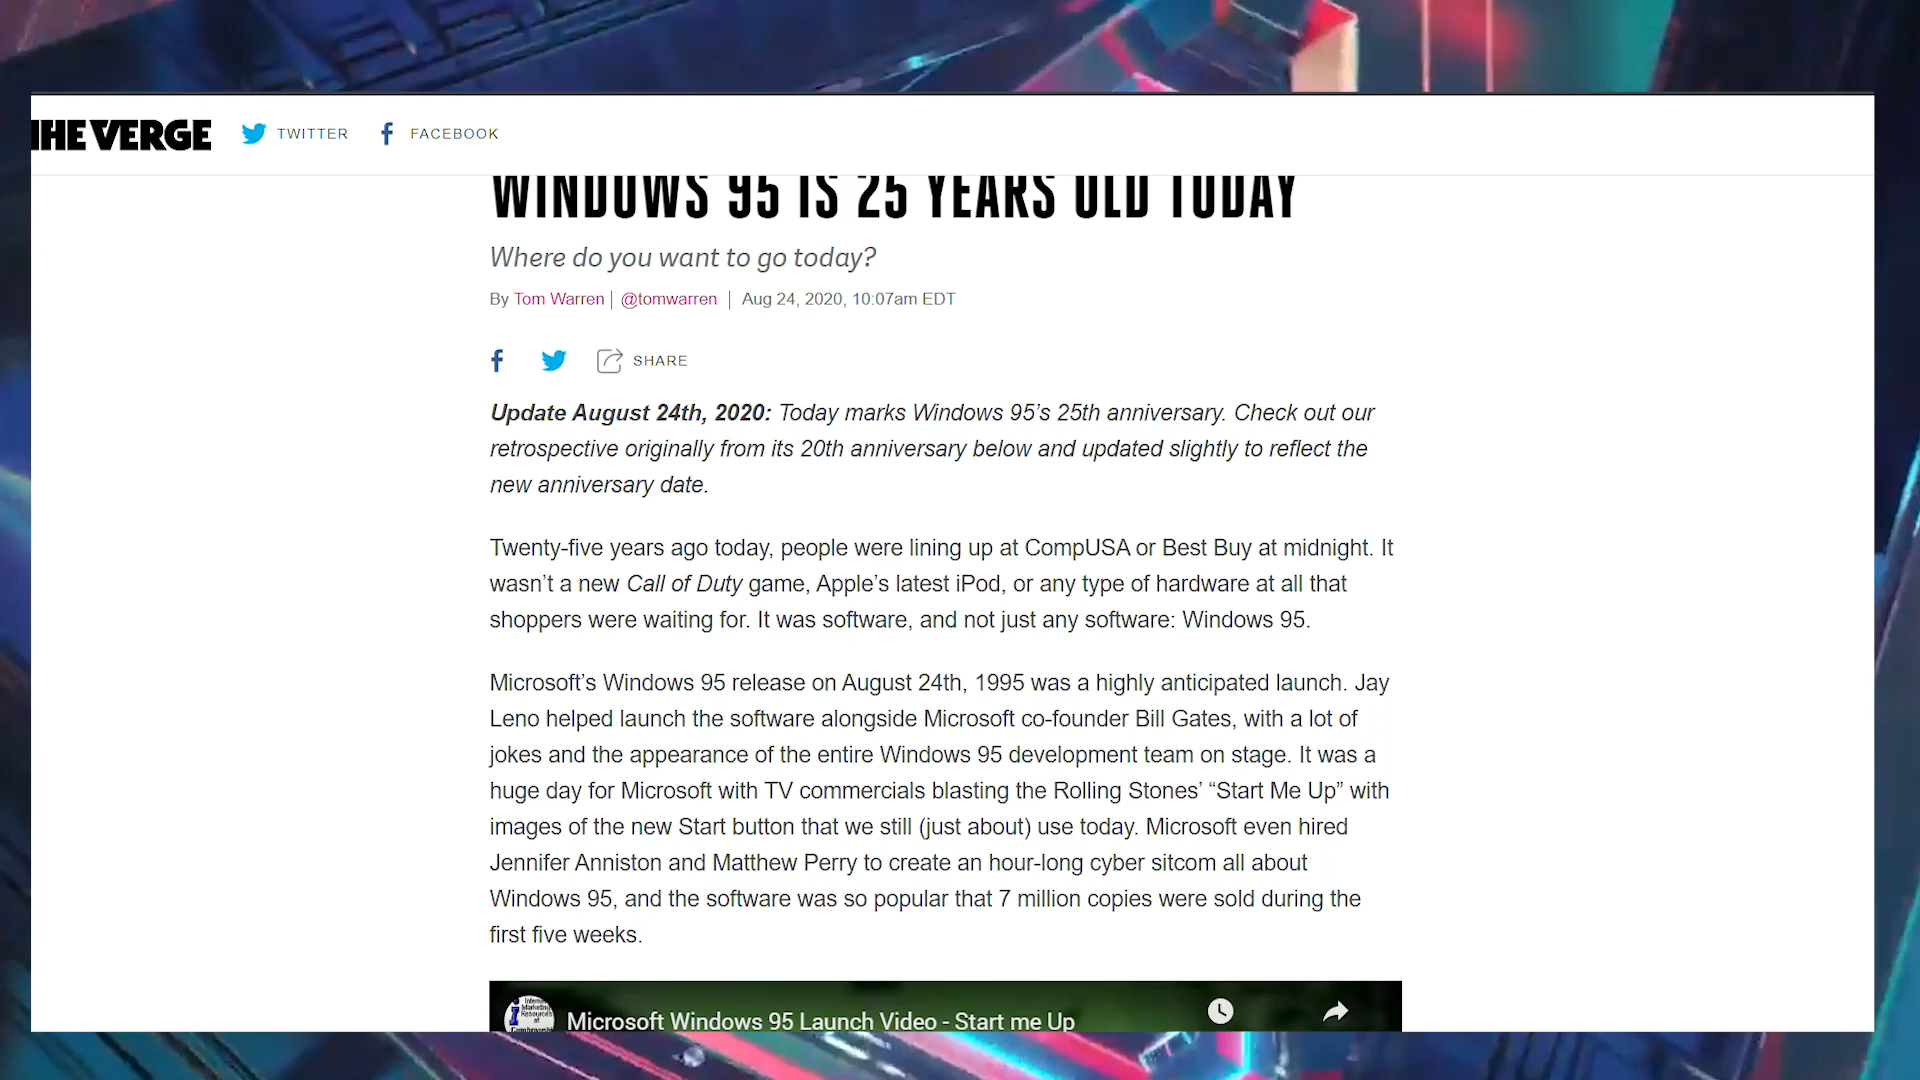 THE VERGE TWITTER FACEBOOK
WINDOWS 95 IS 25 YEARS OLD TODAY
Where do you want to go today?
By Tom Warren | @tomwarren | Aug 24, 2020, 10:07am EDT
SHARE
Update August 24th, 2020: Today marks Windows 95’s 25th anniversary. Check out our
retrospective originally from its 20th anniversary below and updated slightly to reflect the
new anniversary date.
Twenty-five years ago today, people were lining up at CompUSA or Best Buy at midnight. It
wasn’t a new Call of Duty game, Apple’s latest iPod, or any type of hardware at all that
shoppers were waiting for. It was software, and not just any software: Windows 95.
Microsoft’s Windows 95 release on August 24th, 1995 was a highly anticipated launch. Jay
Leno helped launch the software alongside Microsoft co-founder Bill Gates, with a lot of
jokes and the appearance of the entire Windows 95 development team on stage. It was a
huge day for Microsoft with TV commercials blasting the Rolling Stones’ “Start Me Up” with
images of the new Start button that we still (just about) use today. Microsoft even hired
Jennifer Anniston and Matthew Perry to create an hour-long cyber sitcom all about
Windows 95, and the software was so popular that 7 million copies were sold during the
first five weeks.
Microsoft Windows 95 Launch Video - Start me Up